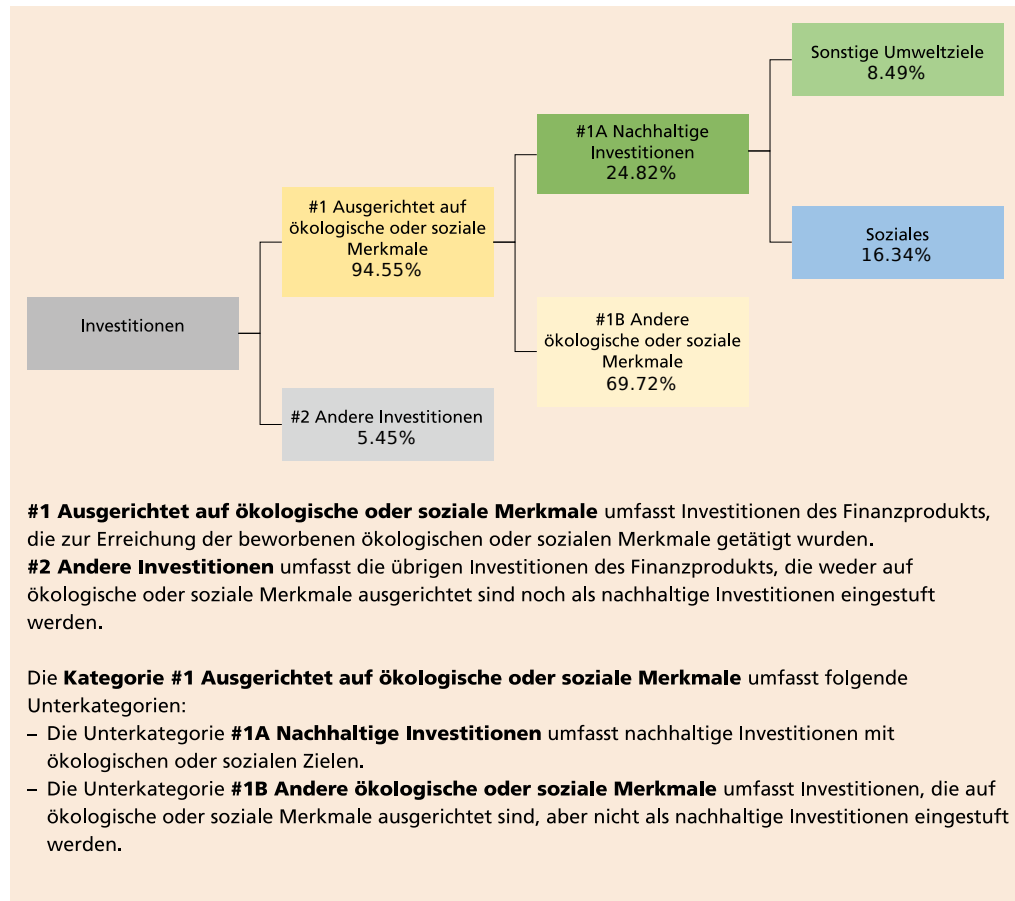 Sonstige Umweltziele
8.49%
#1A Nachhaltige
Investitionen
24.82%
#1 Ausgerichtet auf
ökologische oder soziale
Merkmale
94.55%
Soziales
16.34%
Investitionen
#1B Andere
ökologische oder soziale
Merkmale
69.72%
#2 Andere Investitionen
5.45%
#1 Ausgerichtet auf ökologische oder soziale Merkmale umfasst Investitionen des Finanzprodukts,
die zur Erreichung der beworbenen ökologischen oder sozialen Merkmale getätigt wurden.
#2 Andere Investitionen umfasst die übrigen Investitionen des Finanzprodukts, die weder auf
ökologische oder soziale Merkmale ausgerichtet sind noch als nachhaltige Investitionen eingestuft
werden.
Die Kategorie #1 Ausgerichtet auf ökologische oder soziale Merkmale umfasst folgende
Unterkategorien:
– Die Unterkategorie #1A Nachhaltige Investitionen umfasst nachhaltige Investitionen mit
ökologischen oder sozialen Zielen.
– Die Unterkategorie #1B Andere ökologische oder soziale Merkmale umfasst Investitionen, die auf
ökologische oder soziale Merkmale ausgerichtet sind, aber nicht als nachhaltige Investitionen eingestuft
werden.